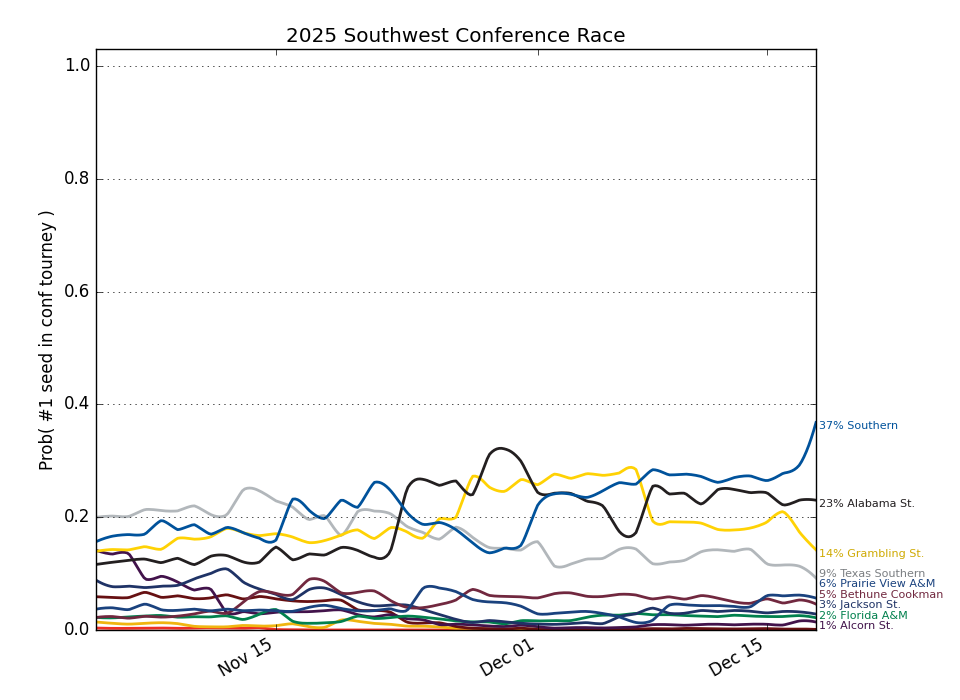 2025 Southwest Conference Race
Prob( #1 seed in conf tourney )
1.0
0.8
0.6
0.4
0.2
0.0
Nov 15
Dec 01
Dec 15
37% Southern
23% Alabama St.
14% Grambling St.
9% Texas Southern
6% Prairie View A&M
5% Bethune Cookman
3% Jackson St.
2% Florida A&M
1% Alcorn St.